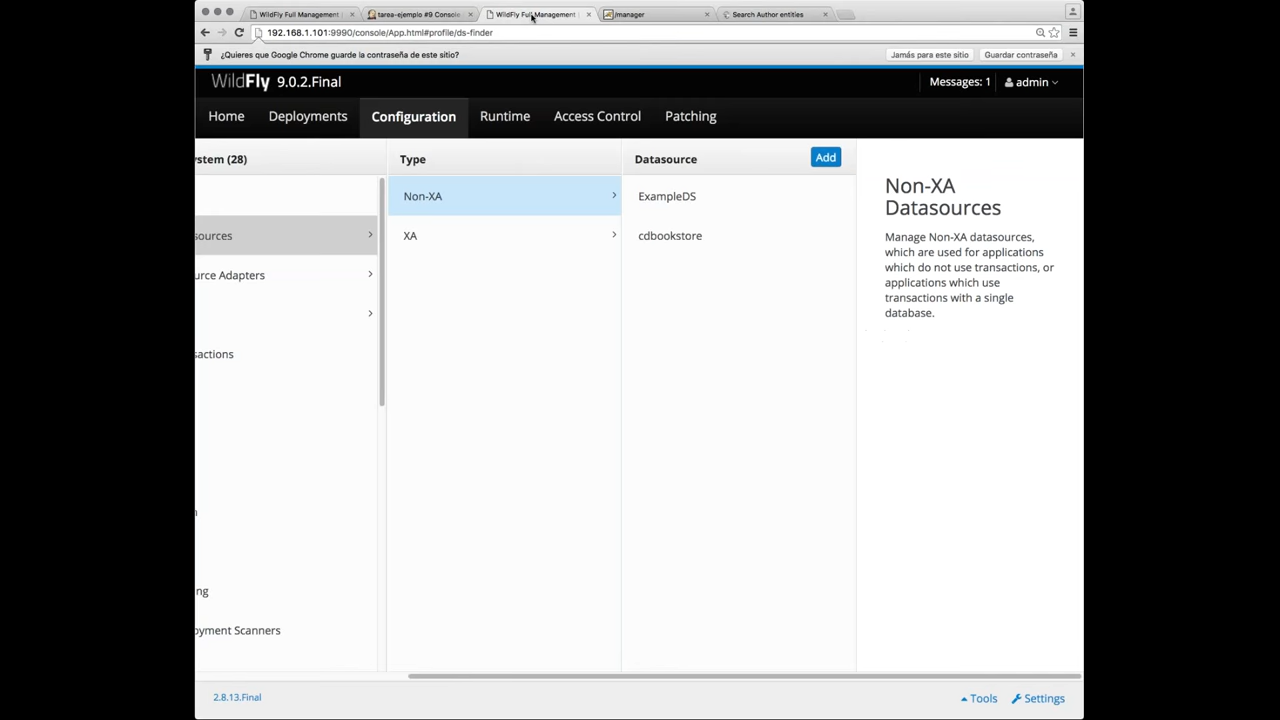 WildFly Full Management
tarea-ejemplo #9 Console
WildFly Full Management
/manager
Search Author entities
192.168.1.101:9990/console/App.html#profile/ds-finder
¿Quieres que Google Chrome guarde la contraseña de este sitio?
Jamás para este sitio
Guardar contraseña
WildFly 9.0.2.Final
Messages: 1
admin
Home
Deployments
Configuration
Runtime
Access Control
Patching
ystem (28)
Type
Datasource
Add
sources
urce Adapters
sactions
n
ng
oyment Scanners
Non-XA
XA
ExampleDS
cdbookstore
Non-XA
Datasources
Manage Non-XA datasources,
which are used for applications
which do not use transactions, or
applications which use
transactions with a single
database.
2.8.13.Final
Tools
Settings